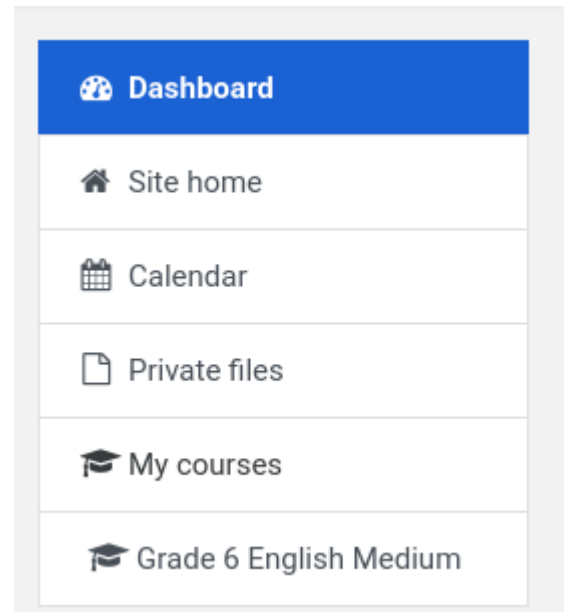 Dashboard
Site home
Calendar
Private files
My courses
Grade 6 English Medium